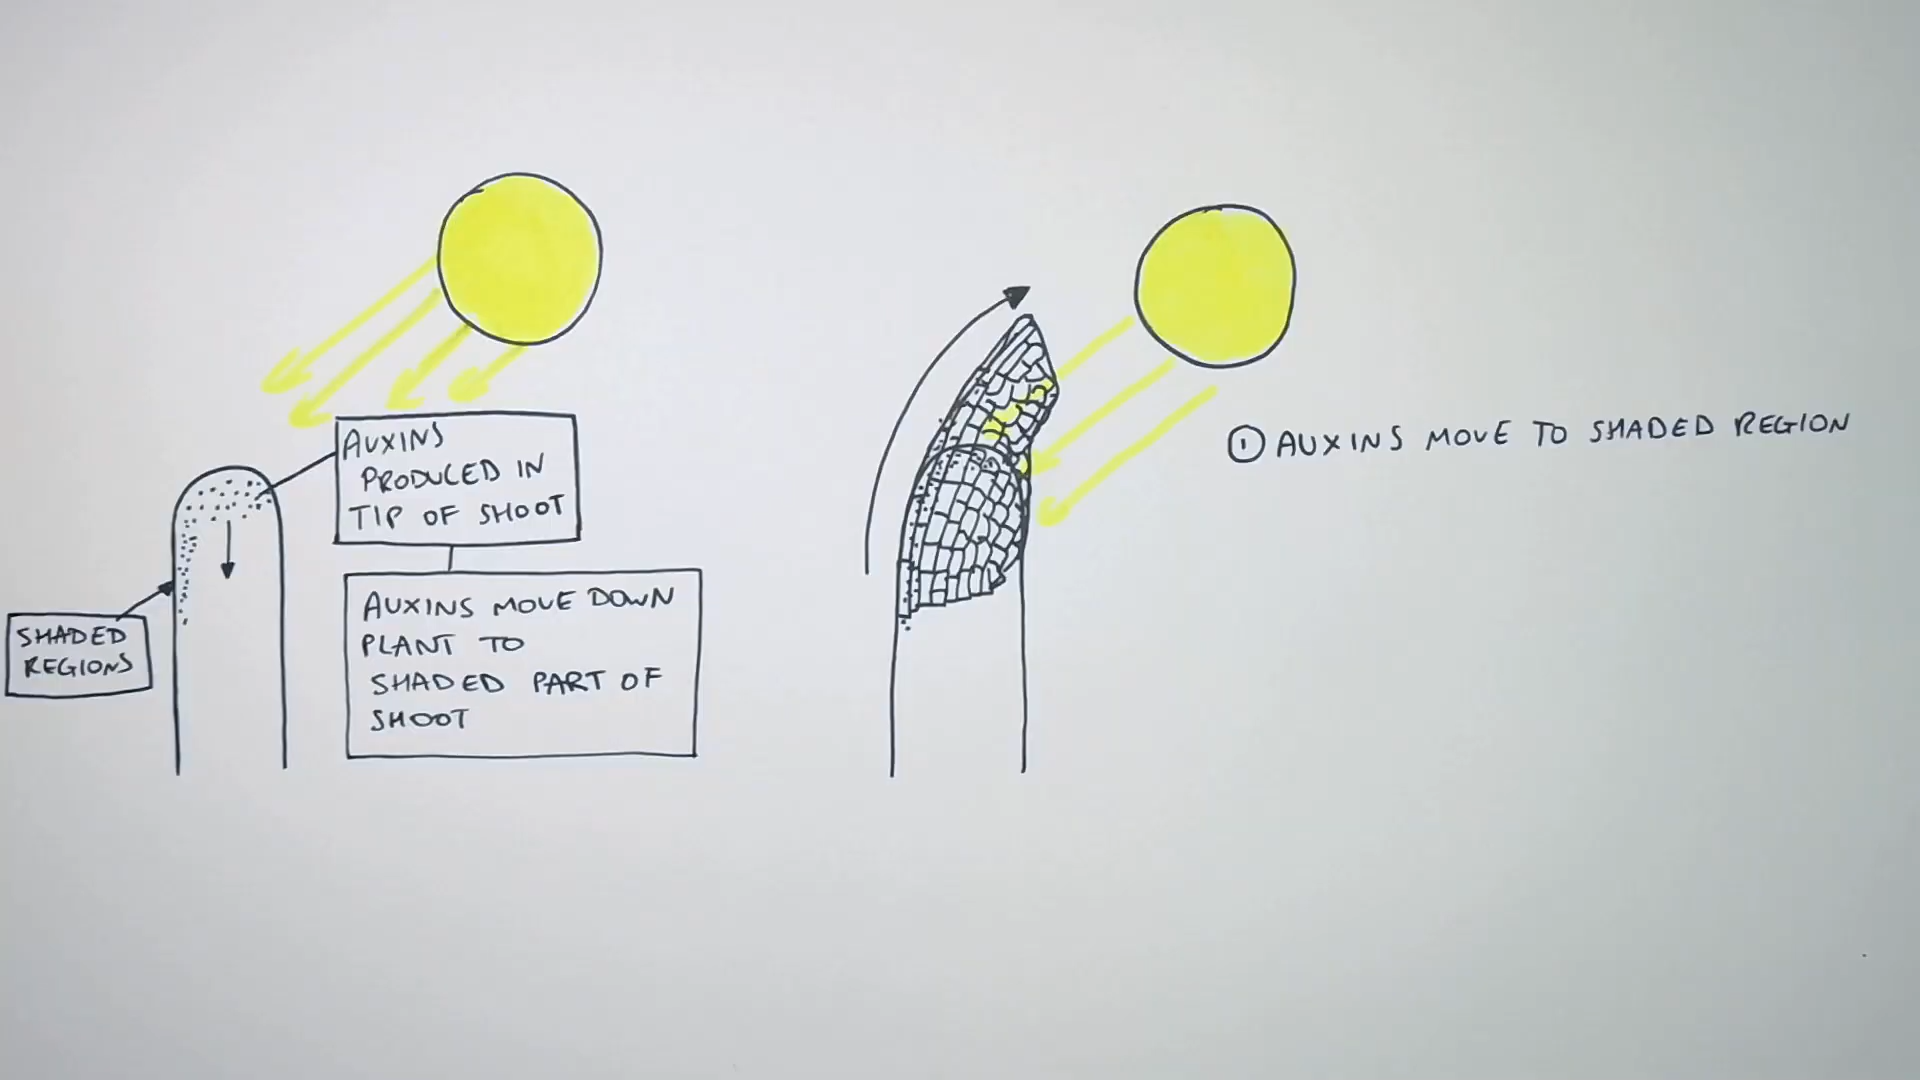 AUXINS
PRODUCED IN
TIP OF SHOOT
AUXINS MOVE DOWN
PLANT TO
SHADED PART OF
SHOOT
SHADED
REGIONS
① AUXINS MOVE TO SHADED REGION